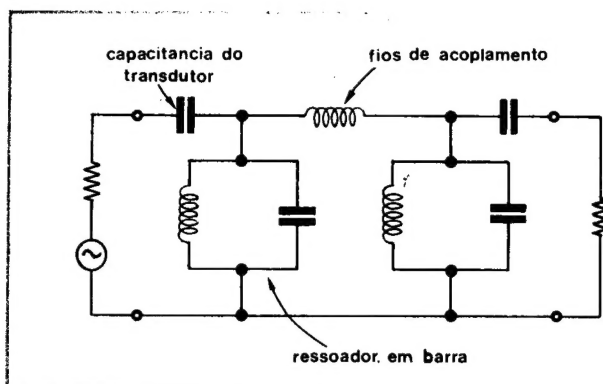 capacitancia do
transdutor
fios de acoplamento
ressoador, em barra